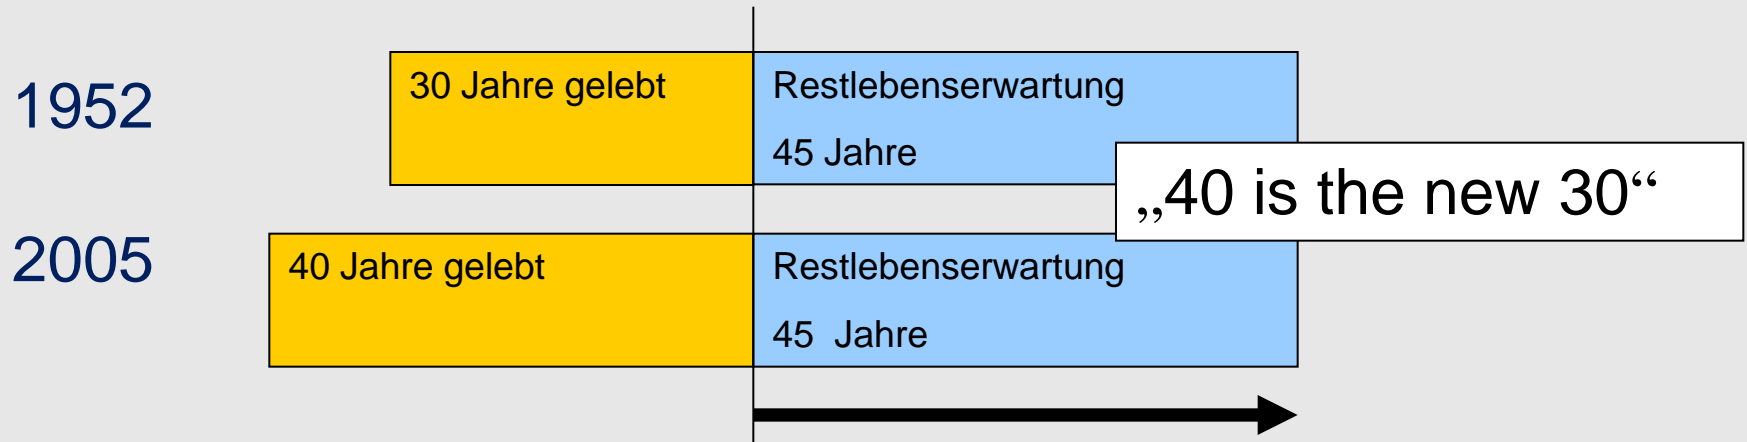 1952
30 Jahre gelebt
Restlebenserwartung
45 Jahre
„40 is the new 30“
2005
40 Jahre gelebt
Restlebenserwartung
45 Jahre